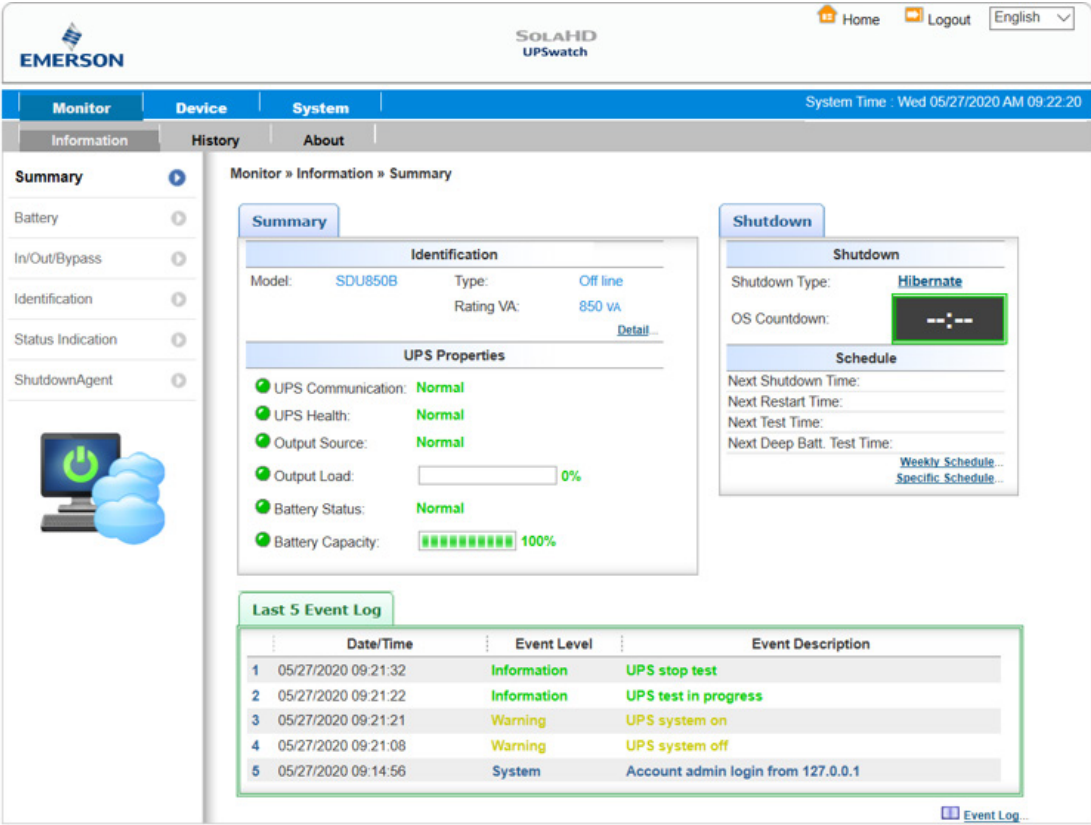 Home Logout English
EMERSON
SOLAHD
UPSwatch
Monitor Device System System Time : Wed 05/27/2020 AM 09:22:20
Information History About
Summary
Battery
In/Out/Bypass
Identification
Status Indication
ShutdownAgent
Monitor » Information » Summary
Summary
Identification
Model: SDU850B Type: Off line
Rating VA: 850 VA
Detail...
UPS Properties
UPS Communication: Normal
UPS Health: Normal
Output Source: Normal
Output Load: 0%
Battery Status: Normal
Battery Capacity: 100%
Shutdown
Shutdown
Shutdown Type: Hibernate
OS Countdown: --:--
Schedule
Next Shutdown Time:
Next Restart Time:
Next Test Time:
Next Deep Batt. Test Time:
Weekly Schedule...
Specific Schedule...
Last 5 Event Log
Date/Time Event Level Event Description
1 05/27/2020 09:21:32 Information UPS stop test
2 05/27/2020 09:21:22 Information UPS test in progress
3 05/27/2020 09:21:21 Warning UPS system on
4 05/27/2020 09:21:08 Warning UPS system off
5 05/27/2020 09:14:56 System Account admin login from 127.0.0.1
Event Log...